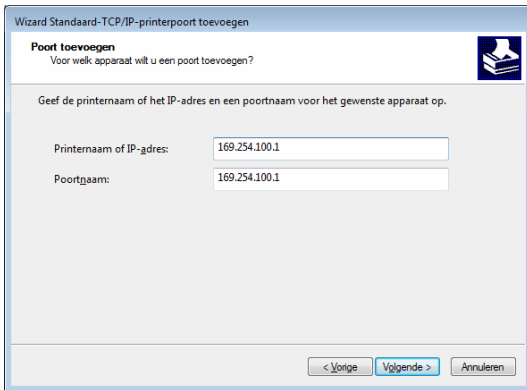 Wizard Standaard-TCP/IP-printerpoort toevoegen
Poort toevoegen
Voor welk apparaat wilt u een poort toevoegen?
Geef de printernaam of het IP-adres en een poortnaam voor het gewenste apparaat op.
Printernaam of IP-adres: 169.254.100.1
Poortnaam: 169.254.100.1
< Vorige Volgende > Annuleren